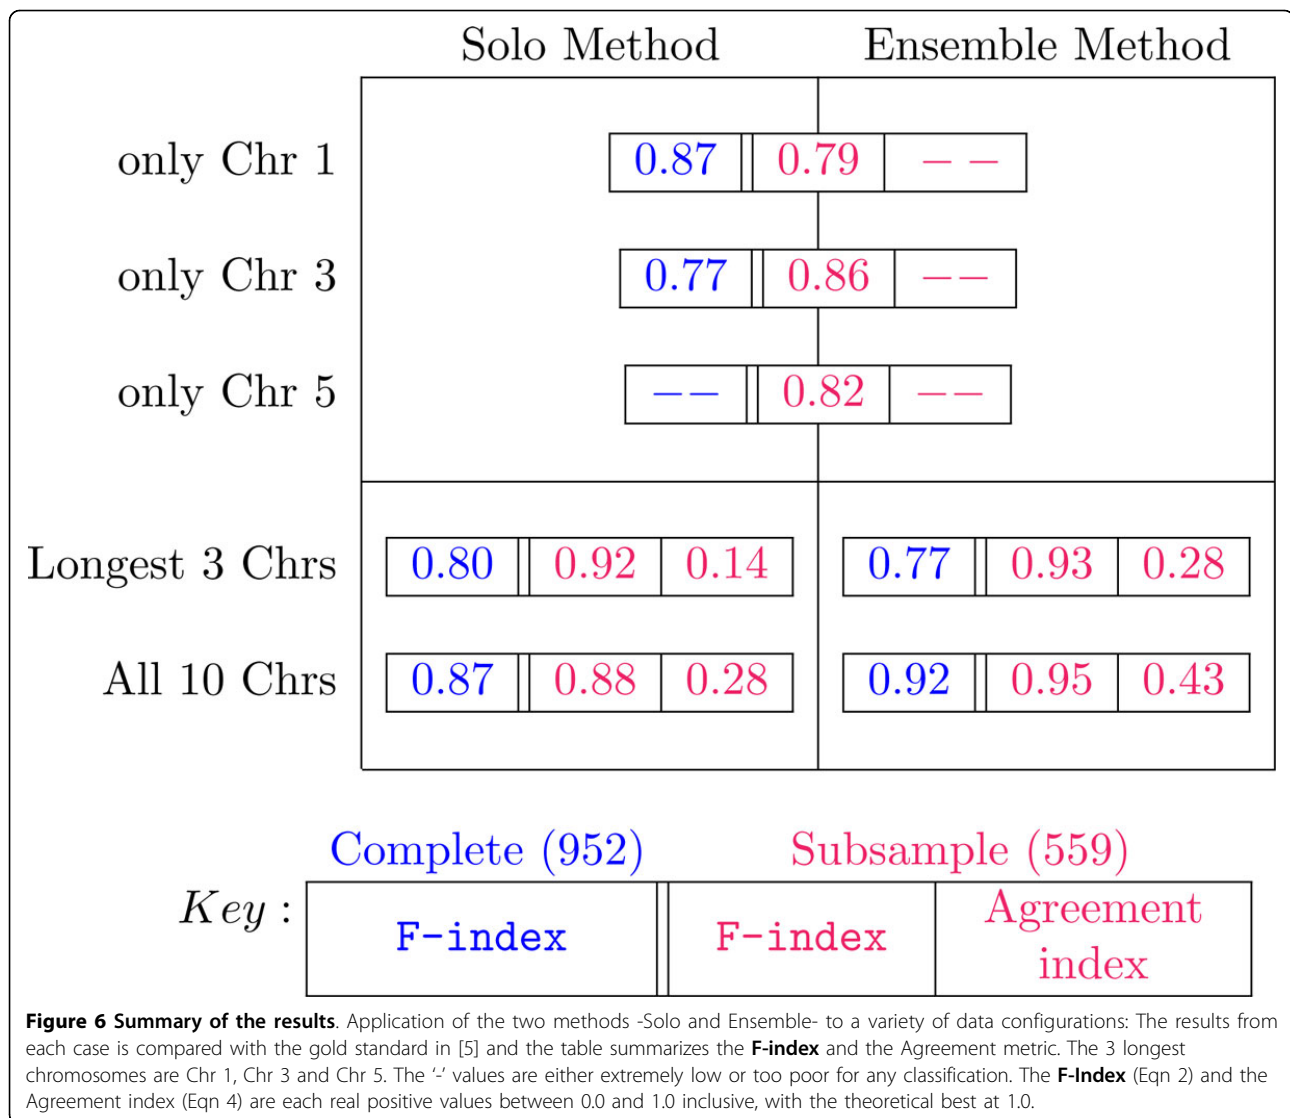 Solo Method Ensemble Method
only Chr 1 0.87 0.79 − −
only Chr 3 0.77 0.86 −−
only Chr 5 −− 0.82 −−
Longest 3 Chrs 0.80 0.92 0.14 0.77 0.93 0.28
All 10 Chrs 0.87 0.88 0.28 0.92 0.95 0.43
Complete (952) Subsample (559)
Key : F-index F-index Agreement
index
Figure 6 Summary of the results. Application of the two methods -Solo and Ensemble- to a variety of data configurations: The results from
each case is compared with the gold standard in [5] and the table summarizes the F-index and the Agreement metric. The 3 longest
chromosomes are Chr 1, Chr 3 and Chr 5. The ‘-’ values are either extremely low or too poor for any classification. The F-Index (Eqn 2) and the
Agreement index (Eqn 4) are each real positive values between 0.0 and 1.0 inclusive, with the theoretical best at 1.0.